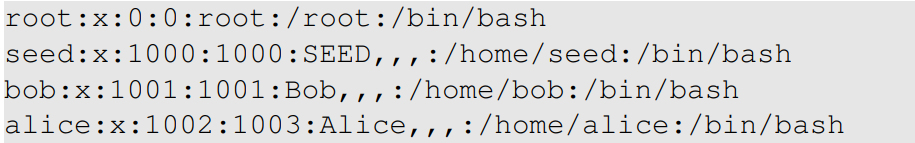 root:x:0:0:root:/root:/bin/bash
seed:x:1000:1000:SEED,,,:/home/seed:/bin/bash
bob:x:1001:1001:Bob,,,:/home/bob:/bin/bash
alice:x:1002:1003:Alice,,,:/home/alice:/bin/bash